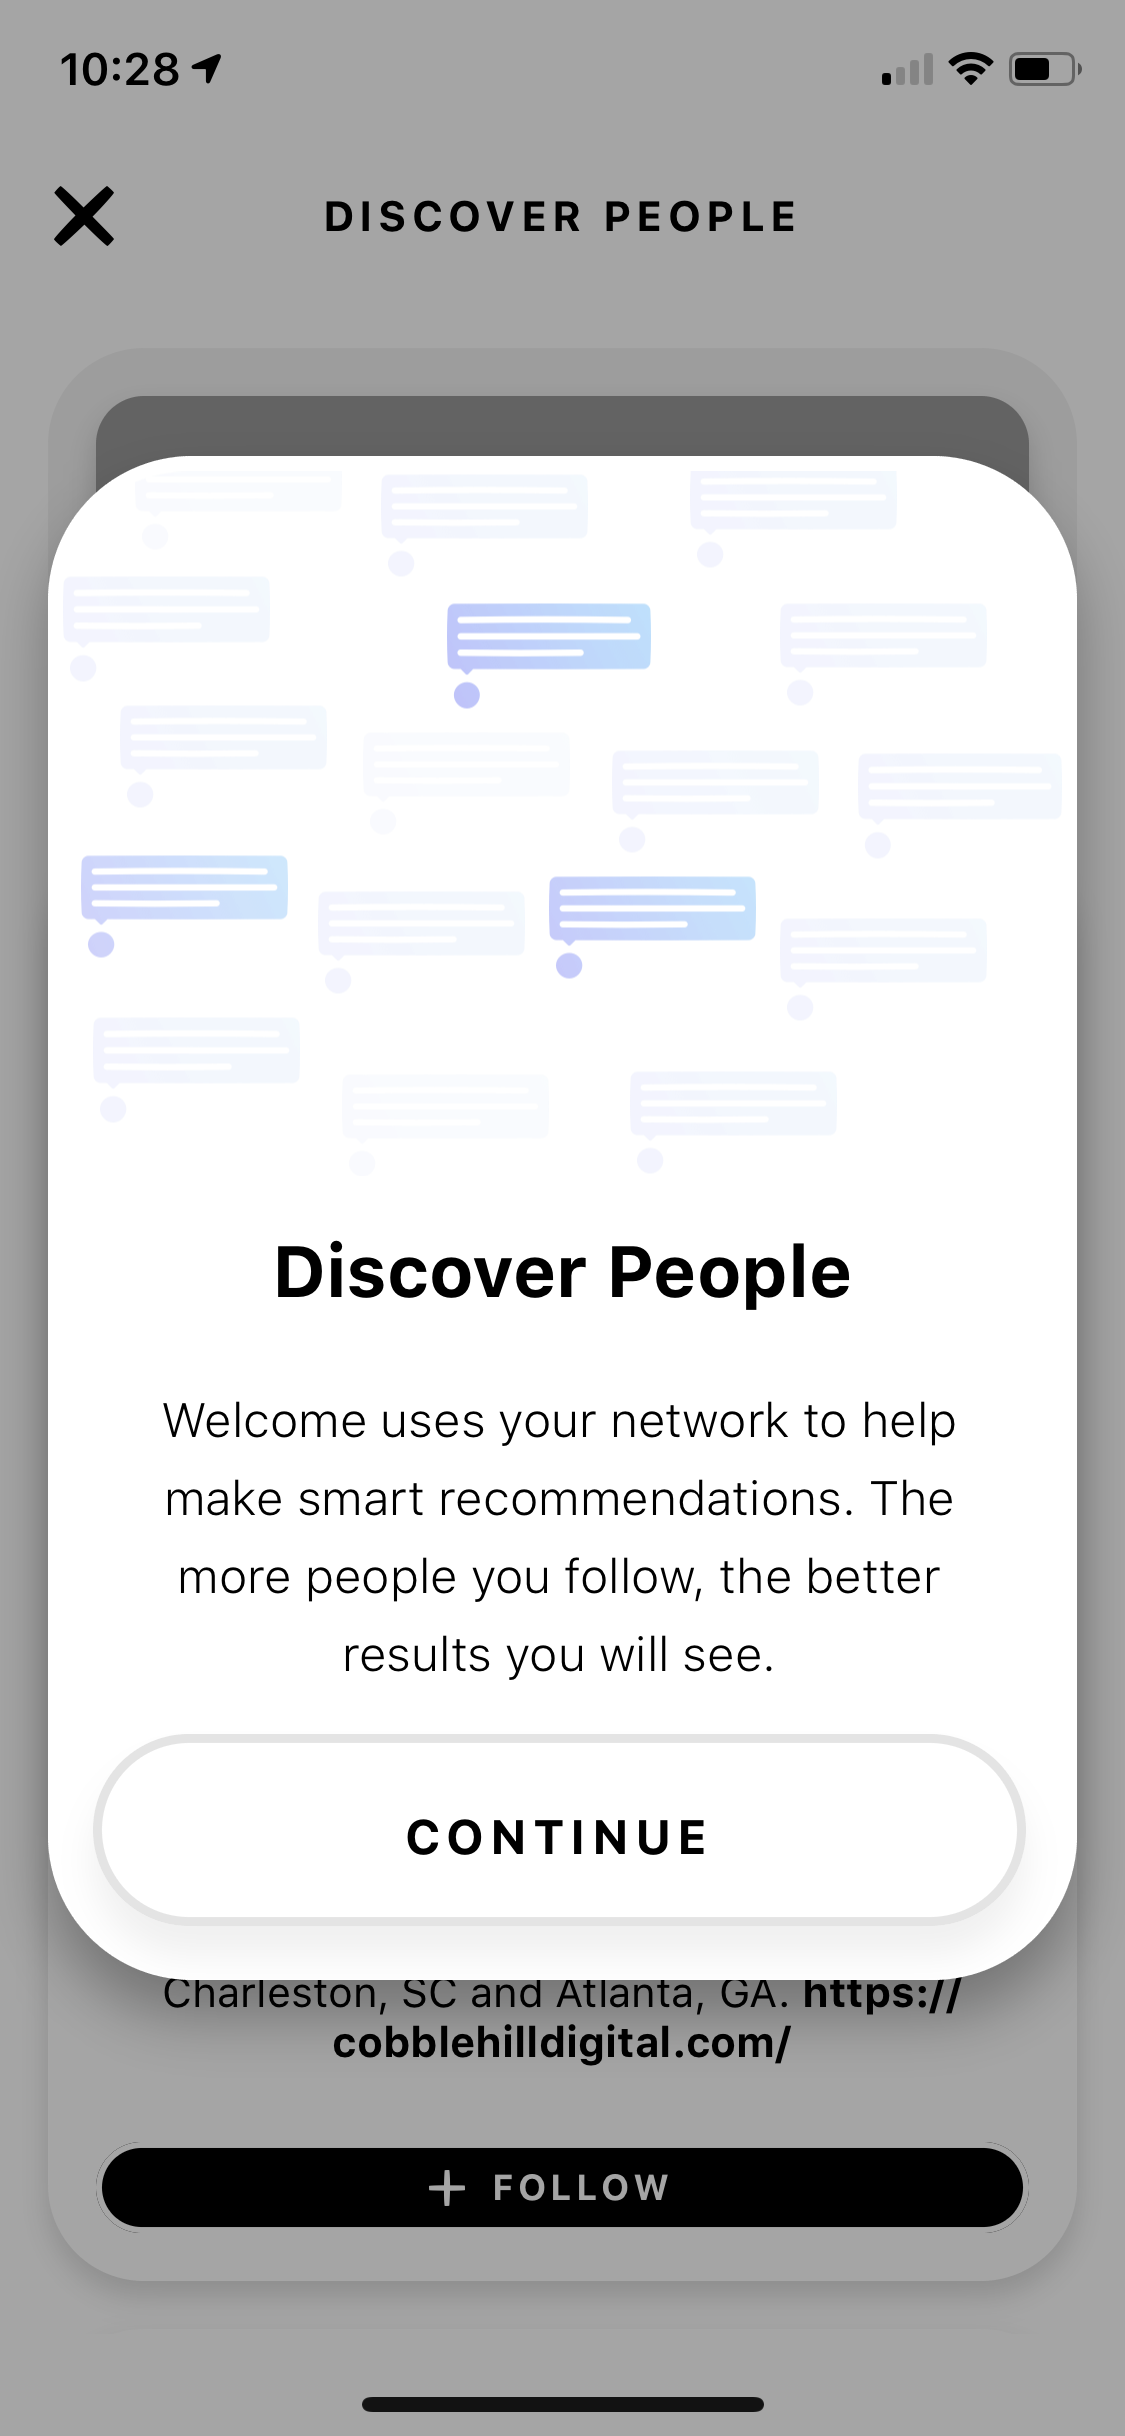 10:28
DISCOVER PEOPLE
Discover People
Welcome uses your network to help
make smart recommendations. The
more people you follow, the better
results you will see.
CONTINUE
Charleston, SC and Atlanta, GA. https://
cobblehilldigital.com/
+ FOLLOW